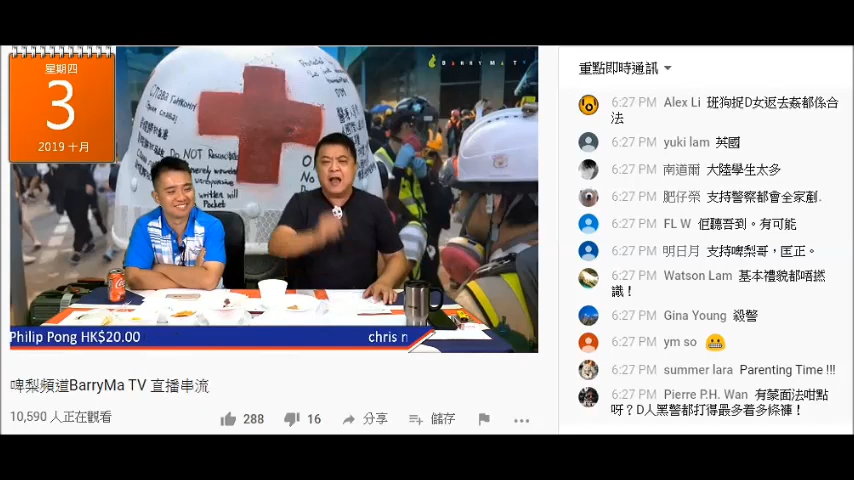 星期四
3
2019 十月
BARRYMA TV
Do NOT
Pocket
Philip Pong HK$20.00
chris
啤梨頻道BarryMa TV 直播串流
10,590 人正在觀看
288
16
分享
儲存
重點即時通訊
6:27 PM Alex Li 班狗捉D女返去姦都係合
法
6:27 PM yuki lam 英國
6:27 PM 南道爾 大陸學生太多
6:27 PM 肥仔榮 支持警察都會全家剷.
6:27 PM FL W 佢聽吾到。有可能
6:27 PM 明日月 支持啤梨哥，匡正。
6:27 PM Watson Lam 基本禮貌都唔撚
識！
6:27 PM Gina Young 殺警
6:27 PM ym so 😬
6:27 PM summer lara Parenting Time !!!
6:27 PM Pierre P.H. Wan 有蒙面法咁點
呀？D人黑警都打得最多着多條褲！